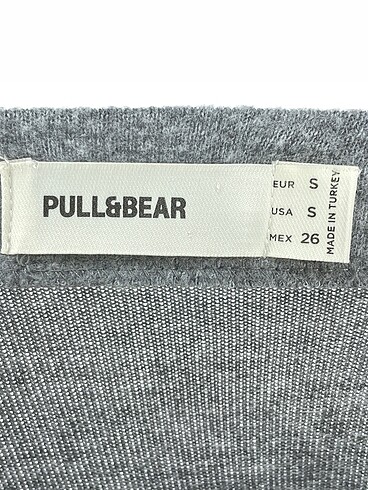 PULL&BEAR
EUR S
USA S
MEX 26
MADE IN TURKEY